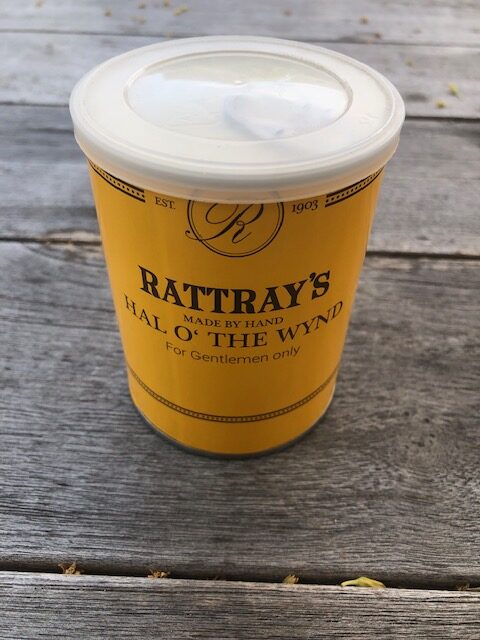 EST. R 1903
RATTRAY'S
MADE BY HAND
HAL O' THE WYND
For Gentlemen only